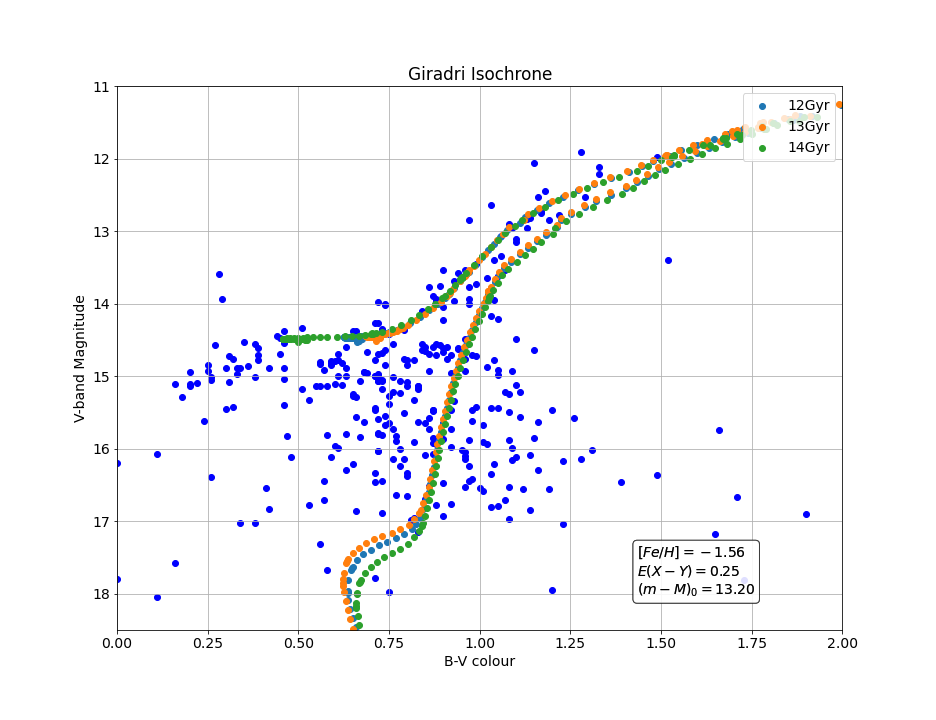 Giradri Isochrone
12Gyr
13Gyr
14Gyr
V-band Magnitude
11
12
13
14
15
16
17
18
[Fe/H] = −1.56
E(X − Y) = 0.25
(m − M)₀ = 13.20
0.00 0.25 0.50 0.75 1.00 1.25 1.50 1.75 2.00
B-V colour